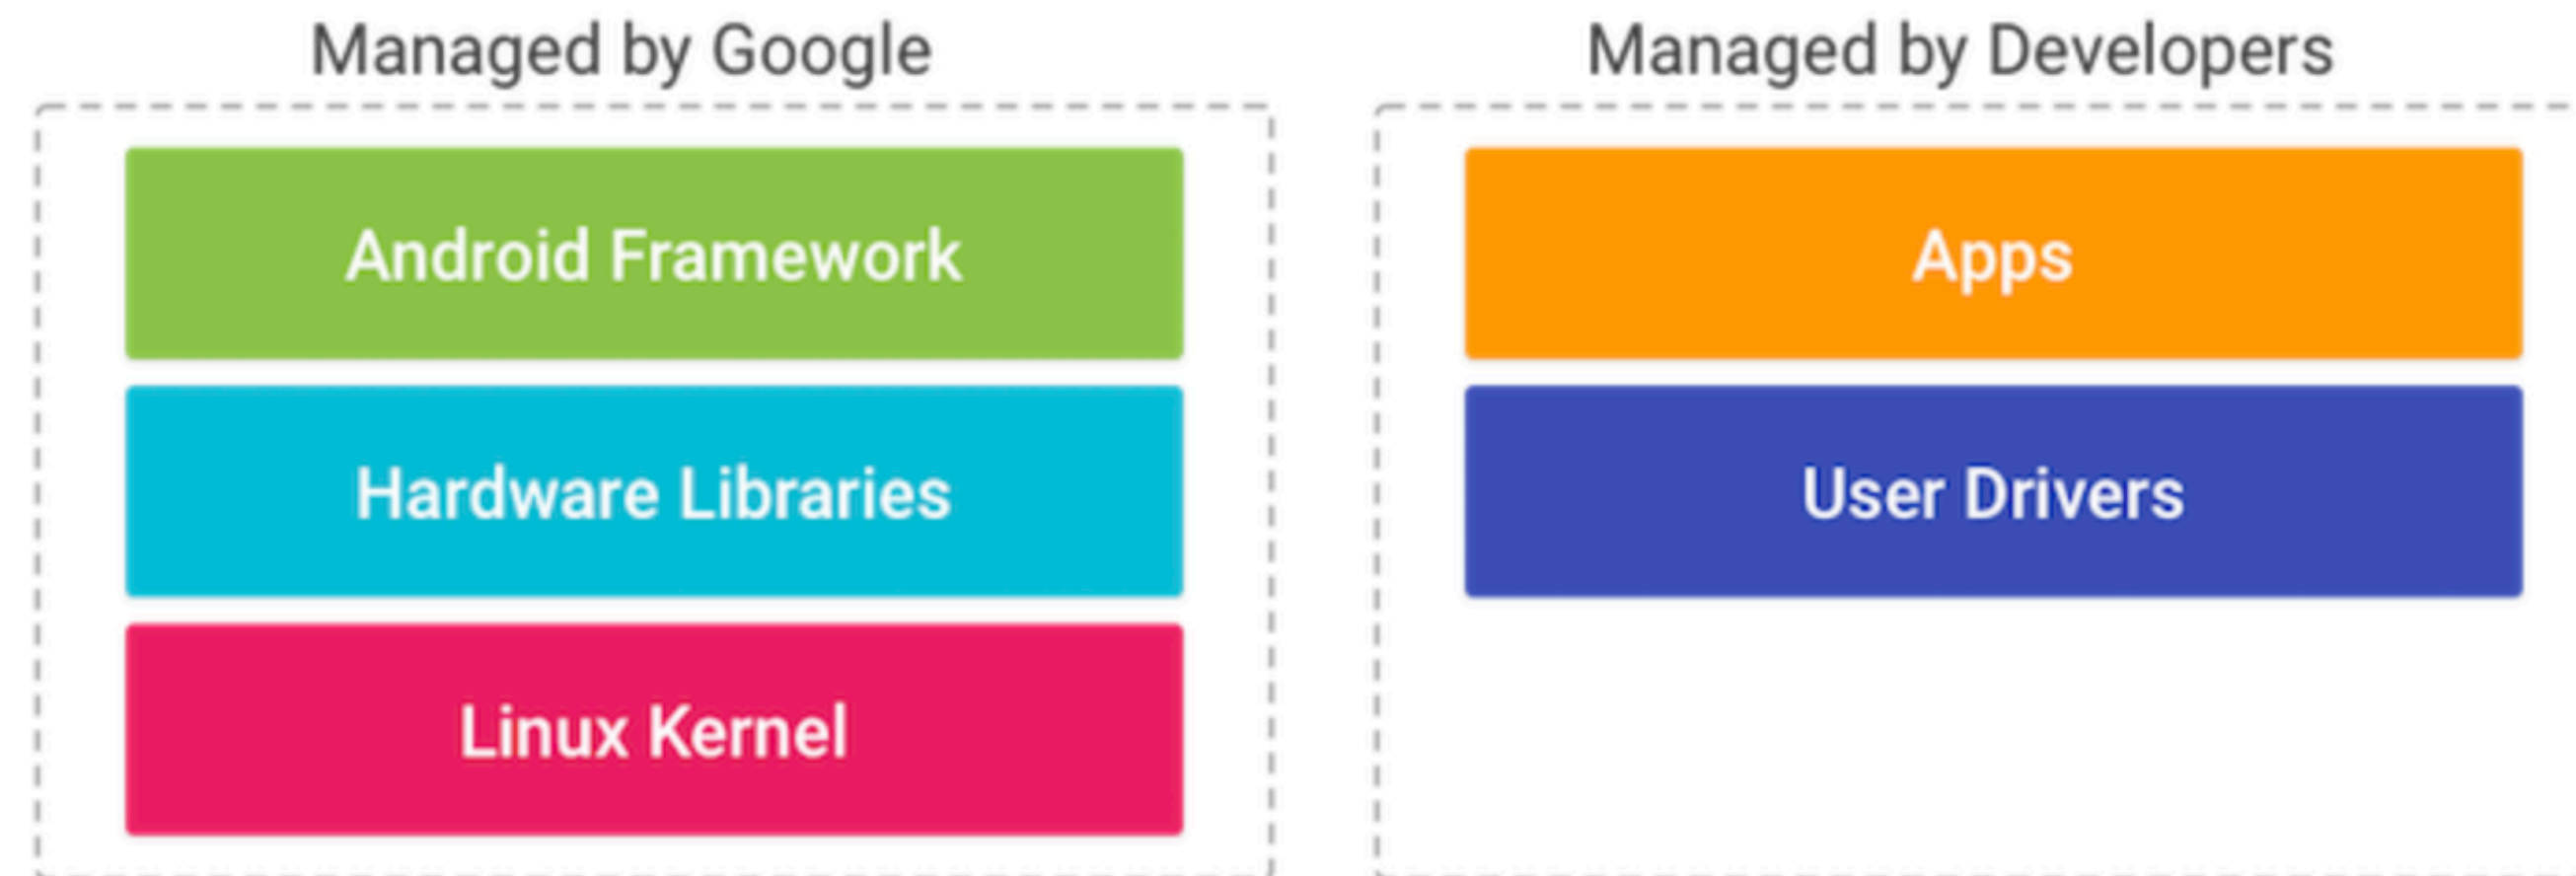 Managed by Google
Android Framework
Hardware Libraries
Linux Kernel
Managed by Developers
Apps
User Drivers